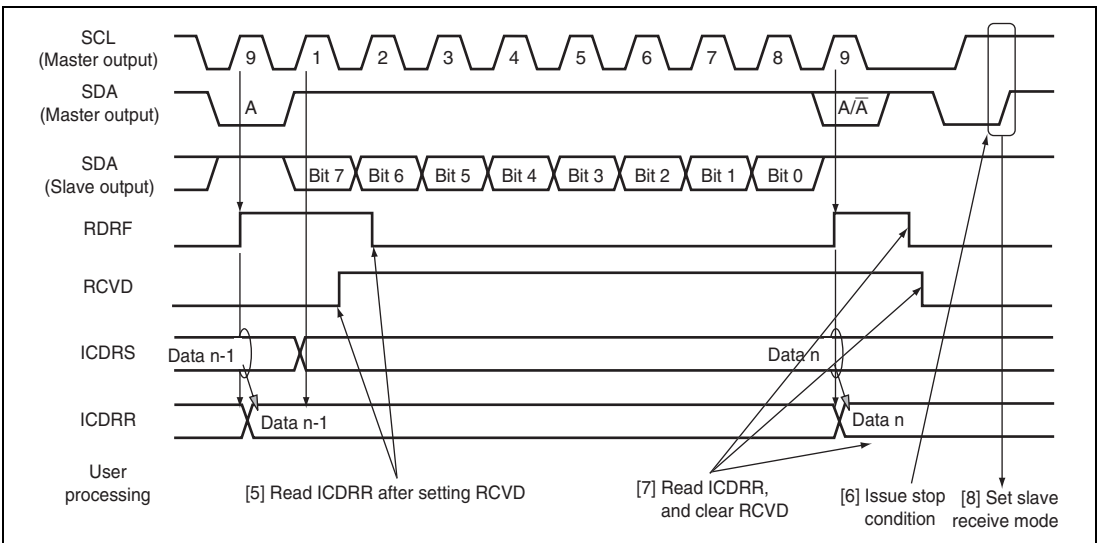 SCL
(Master output)
9 1 2 3 4 5 6 7 8 9
SDA
(Master output)
A A/A̅
SDA
(Slave output)
Bit 7 Bit 6 Bit 5 Bit 4 Bit 3 Bit 2 Bit 1 Bit 0
RDRF
RCVD
ICDRS
Data n-1 Data n
ICDRR
Data n-1 Data n
User
processing
[5] Read ICDRR after setting RCVD
[7] Read ICDRR,
and clear RCVD
[6] Issue stop
condition
[8] Set slave
receive mode